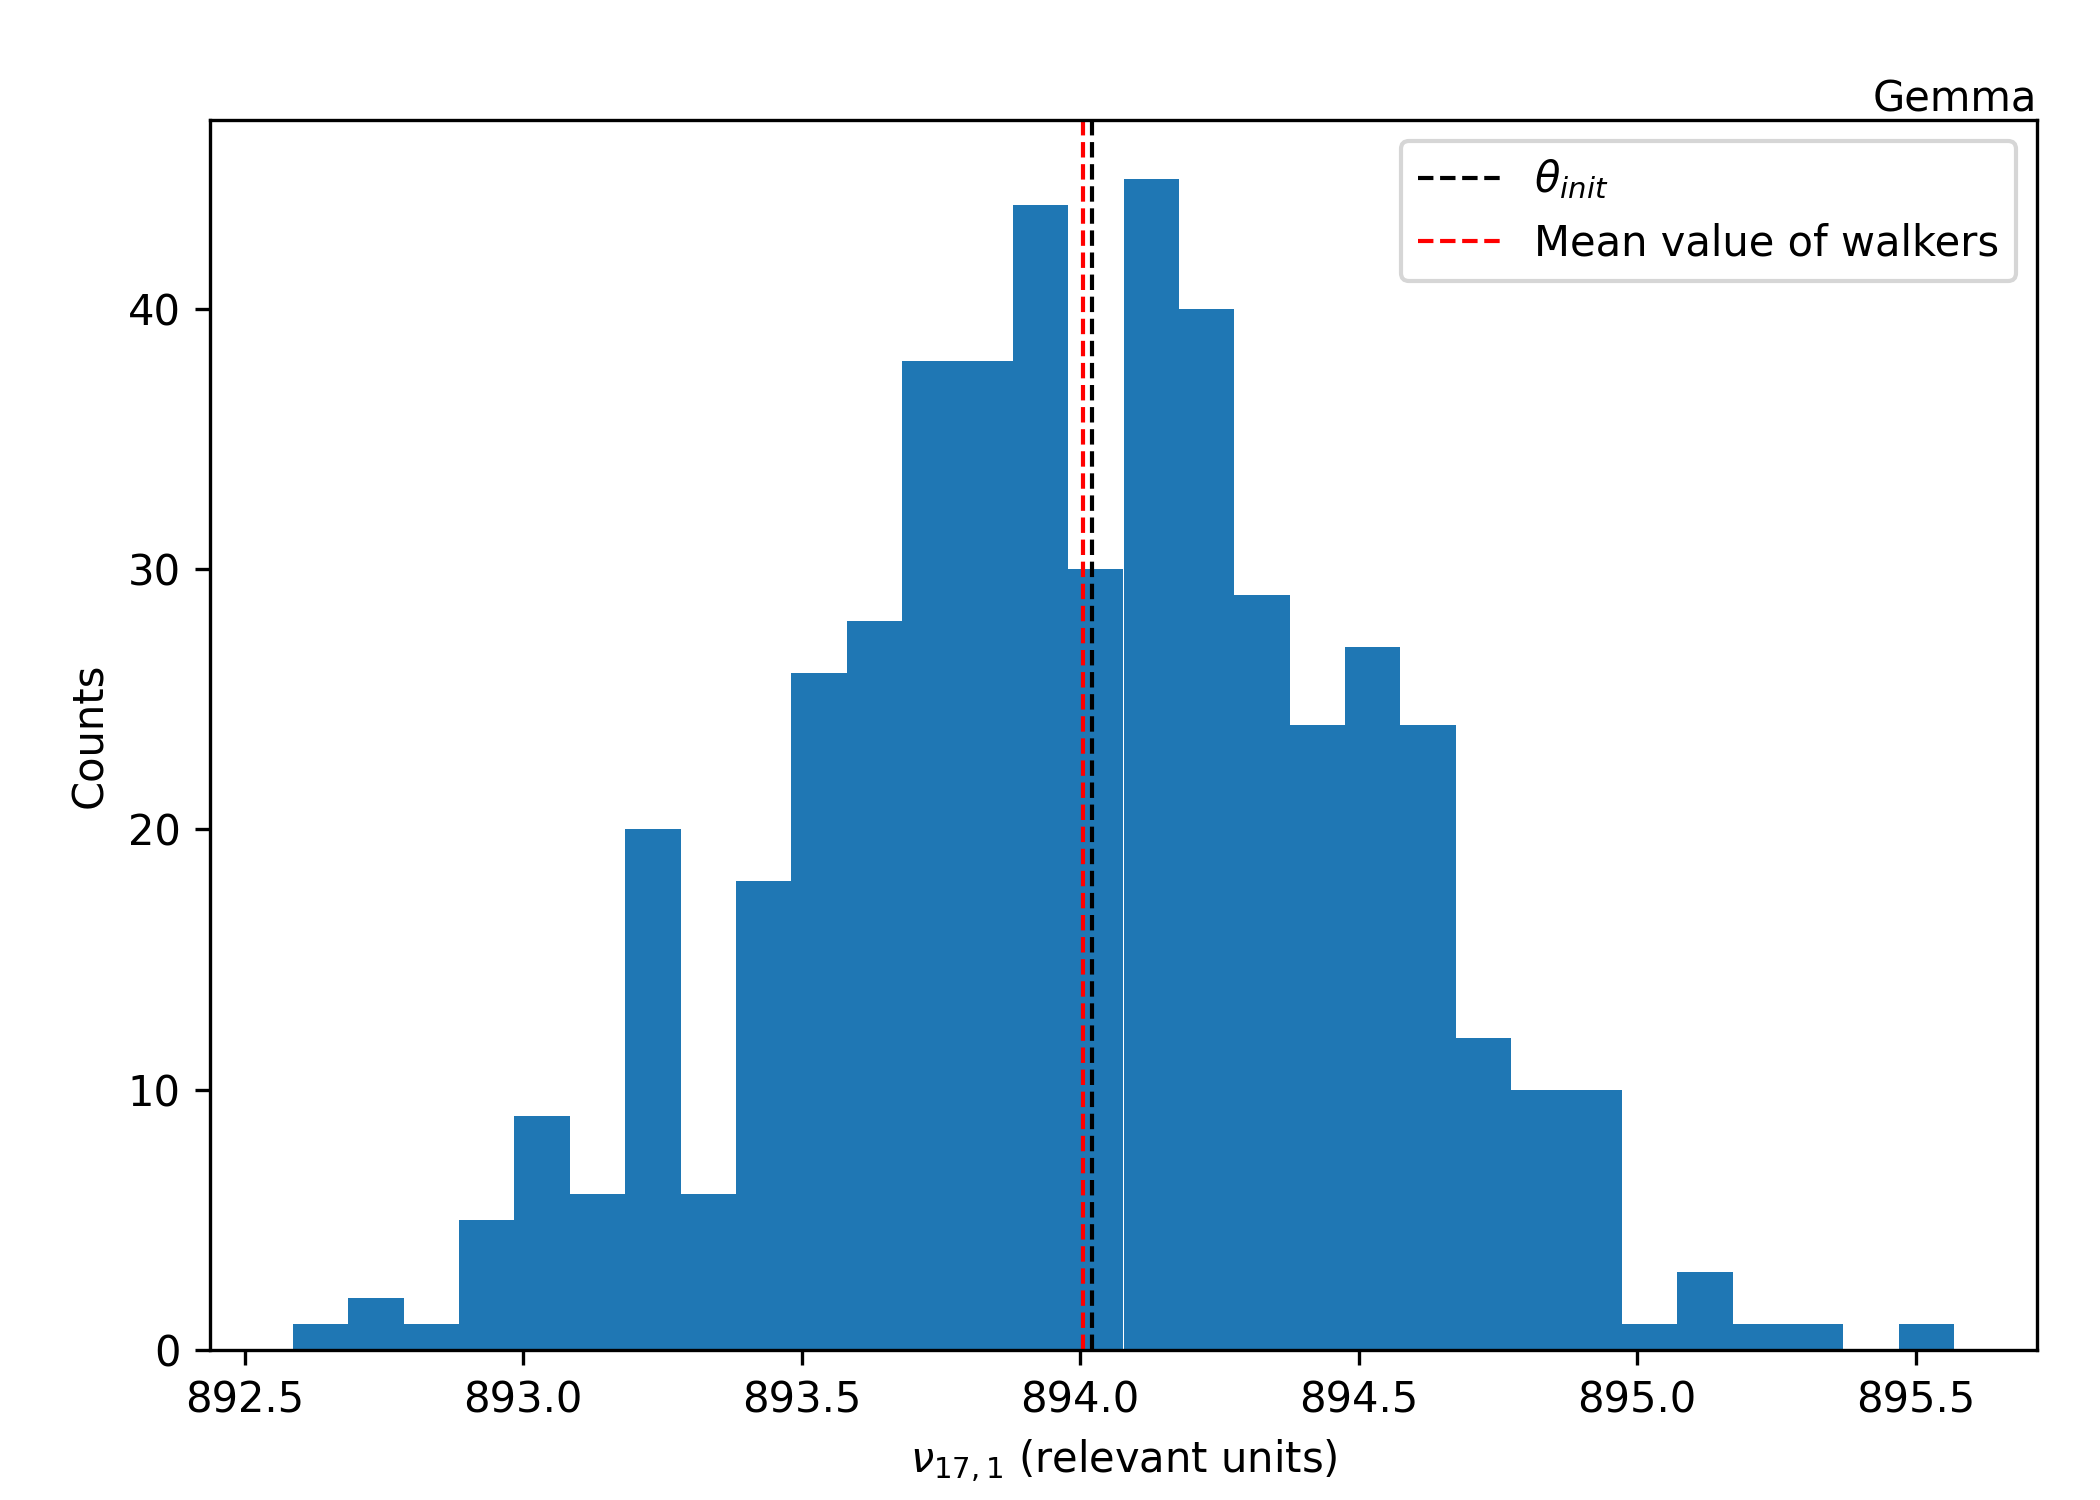 Gemma
θinit
Mean value of walkers
Counts
40
30
20
10
0
892.5 893.0 893.5 894.0 894.5 895.0 895.5
ν17, 1 (relevant units)